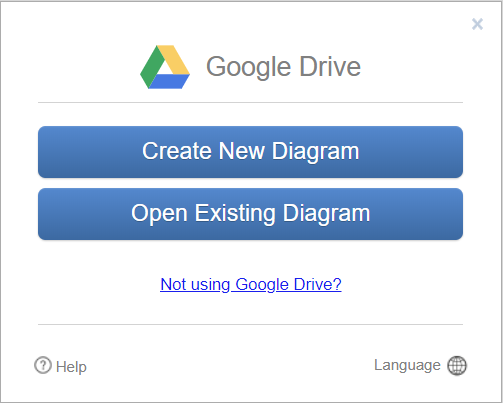 Google Drive
Create New Diagram
Open Existing Diagram
Not using Google Drive?
? Help
Language